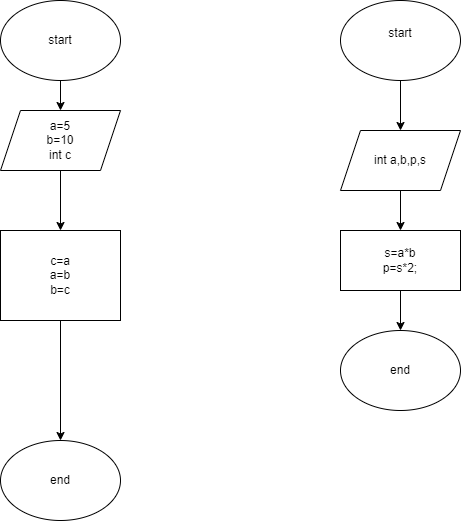 start
a=5
b=10
int c
c=a
a=b
b=c
end
start
int a,b,p,s
s=a*b
p=s*2;
end